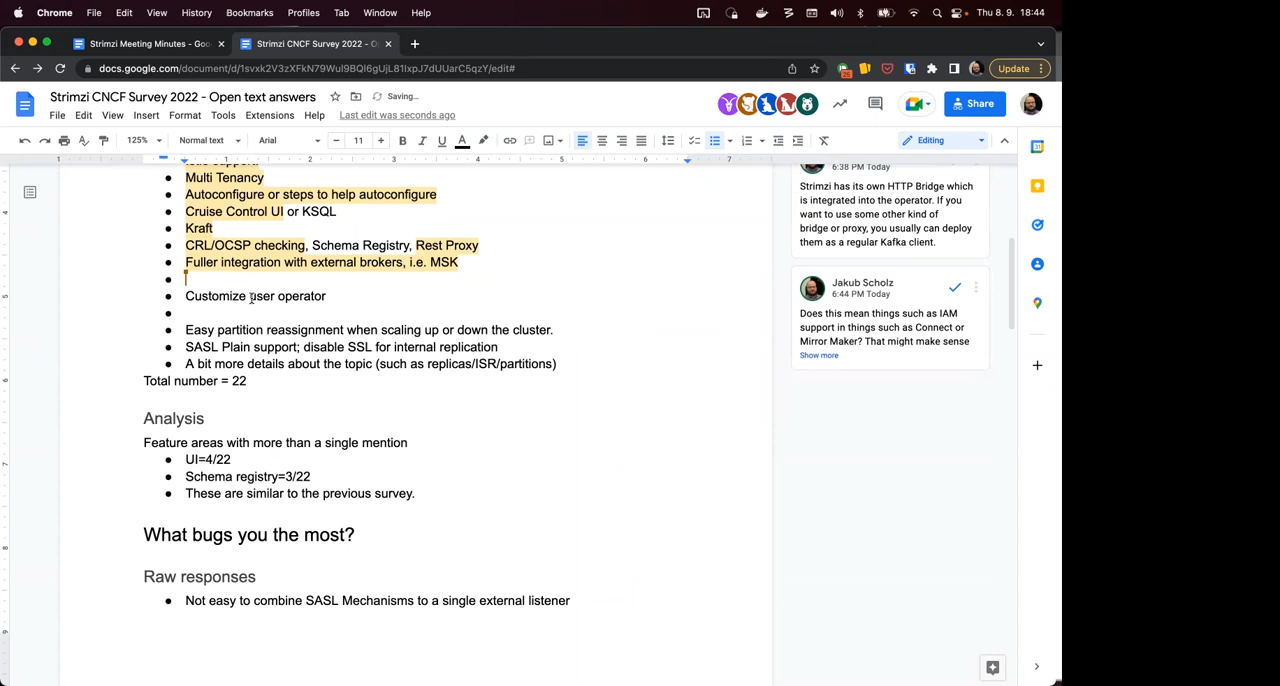 Chrome File Edit View History Bookmarks Profiles Tab Window Help Thu 8. 9. 18:44
Strimzi Meeting Minutes - Goo Strimzi CNCF Survey 2022 - O
Update
Strimzi CNCF Survey 2022 - Open text answers Saving...
File Edit View Insert Format Tools Extensions Help Last edit was seconds ago
Share
125% Normal text Arial 11 Editing
1 1 2 3 4 5 6 7
Multi Tenancy
Autoconfigure or steps to help autoconfigure
Cruise Control UI or KSQL
Kraft
CRL/OCSP checking, Schema Registry, Rest Proxy
Fuller integration with external brokers, i.e. MSK
Customize user operator
Easy partition reassignment when scaling up or down the cluster.
SASL Plain support; disable SSL for internal replication
A bit more details about the topic (such as replicas/ISR/partitions)
Total number = 22
Analysis
Feature areas with more than a single mention
UI=4/22
Schema registry=3/22
These are similar to the previous survey.
What bugs you the most?
Raw responses
Not easy to combine SASL Mechanisms to a single external listener
6:38 PM Today
Strimzi has its own HTTP Bridge which
is integrated into the operator. If you
want to use some other kind of
bridge or proxy, you usually can deploy
them as a regular Kafka client.
Jakub Scholz
6:44 PM Today
Does this mean things such as IAM
support in things such as Connect or
Mirror Maker? That might make sense
Show more